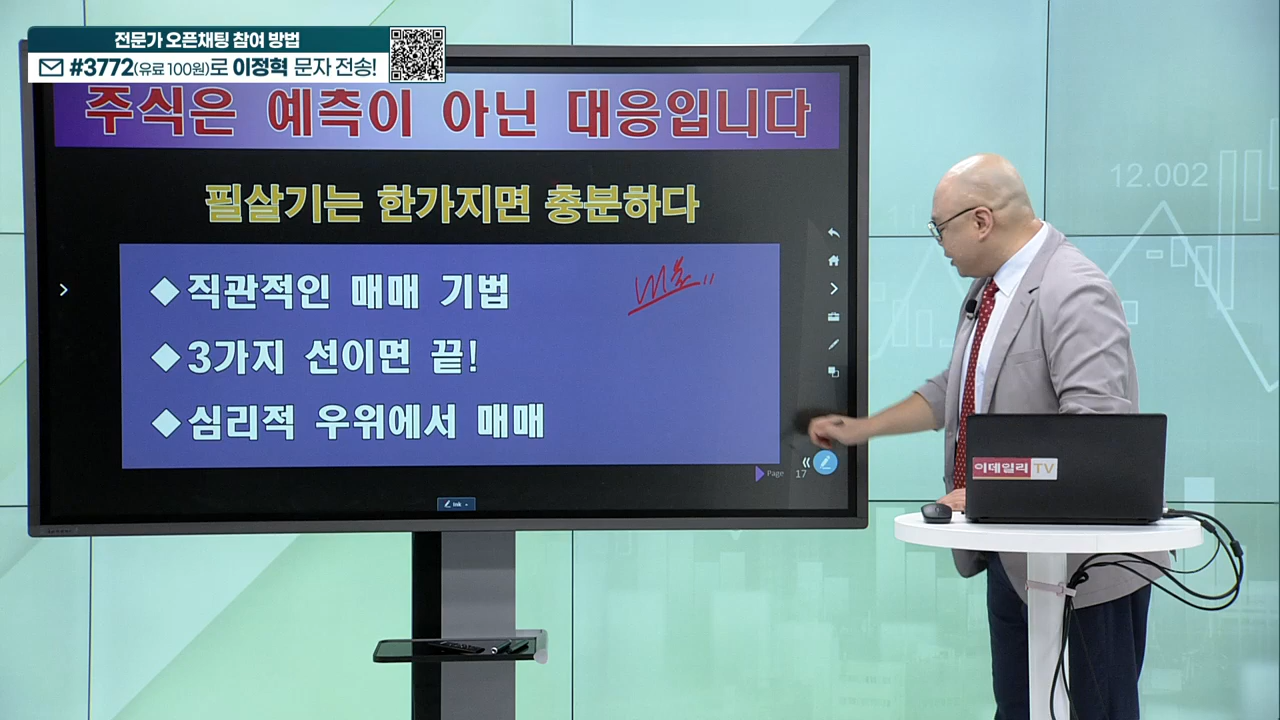 전문가 오픈채팅 참여 방법
#3772(유료 100원)로 이정혁 문자 전송!
주식은 예측이 아닌 대응입니다
필살기는 한가지면 충분하다
◆직관적인 매매 기법
◆3가지 선이면 끝!
◆심리적 우위에서 매매
Page 17
Ink
12.002
이데일리 TV